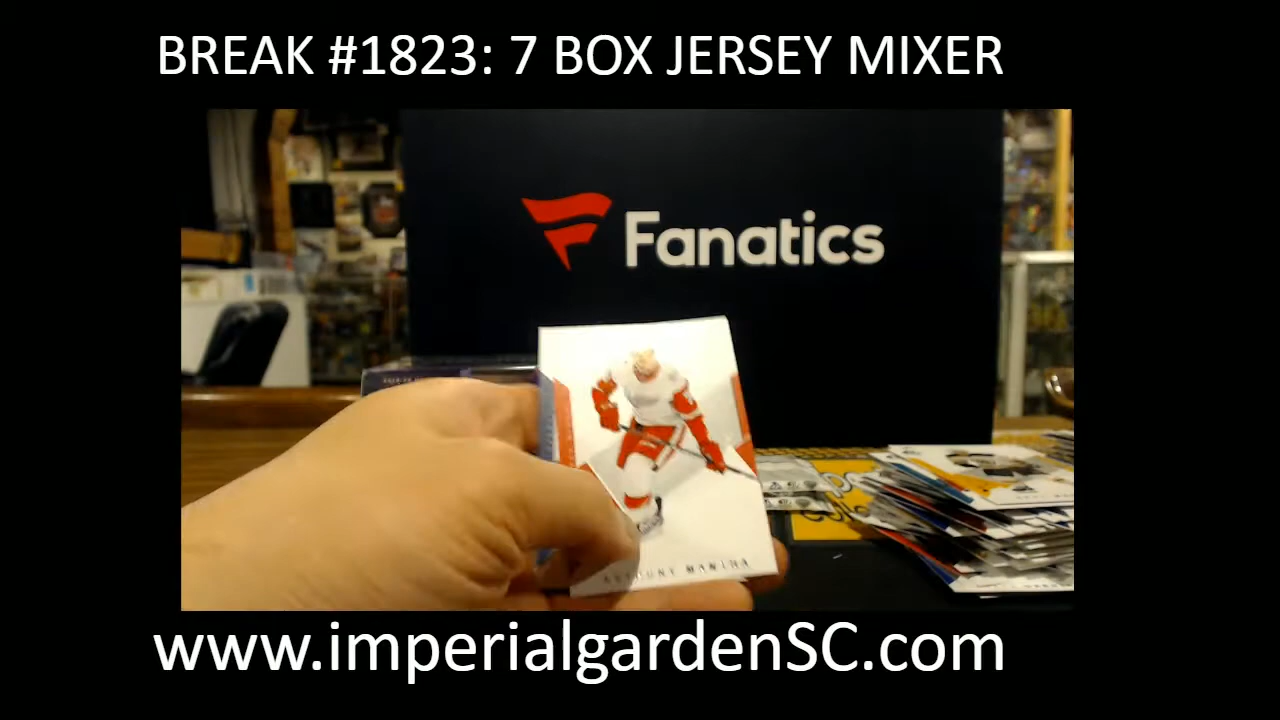 BREAK #1823: 7 BOX JERSEY MIXER
Fanatics
ANTHONY MANTHA
www.imperialgardenSC.com